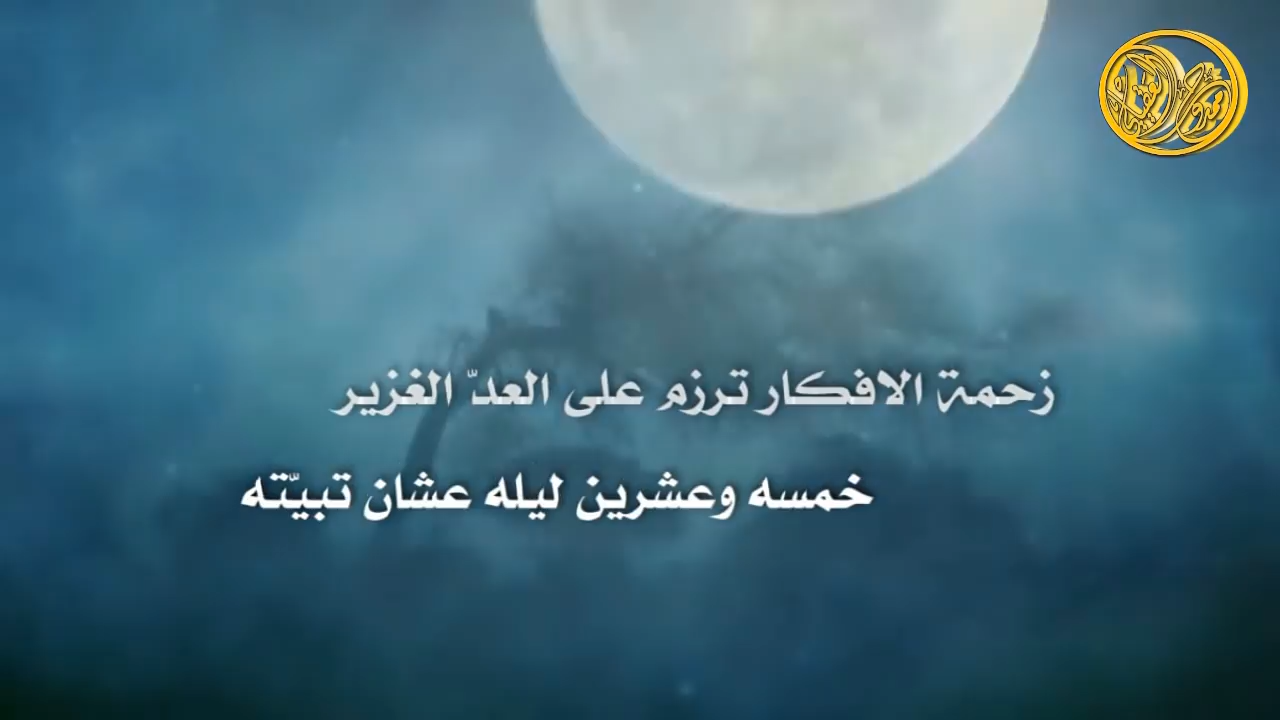 زحمة الافكار ترزم على العدّ الغزير
خمسه وعشرين ليله عشان تبيّته